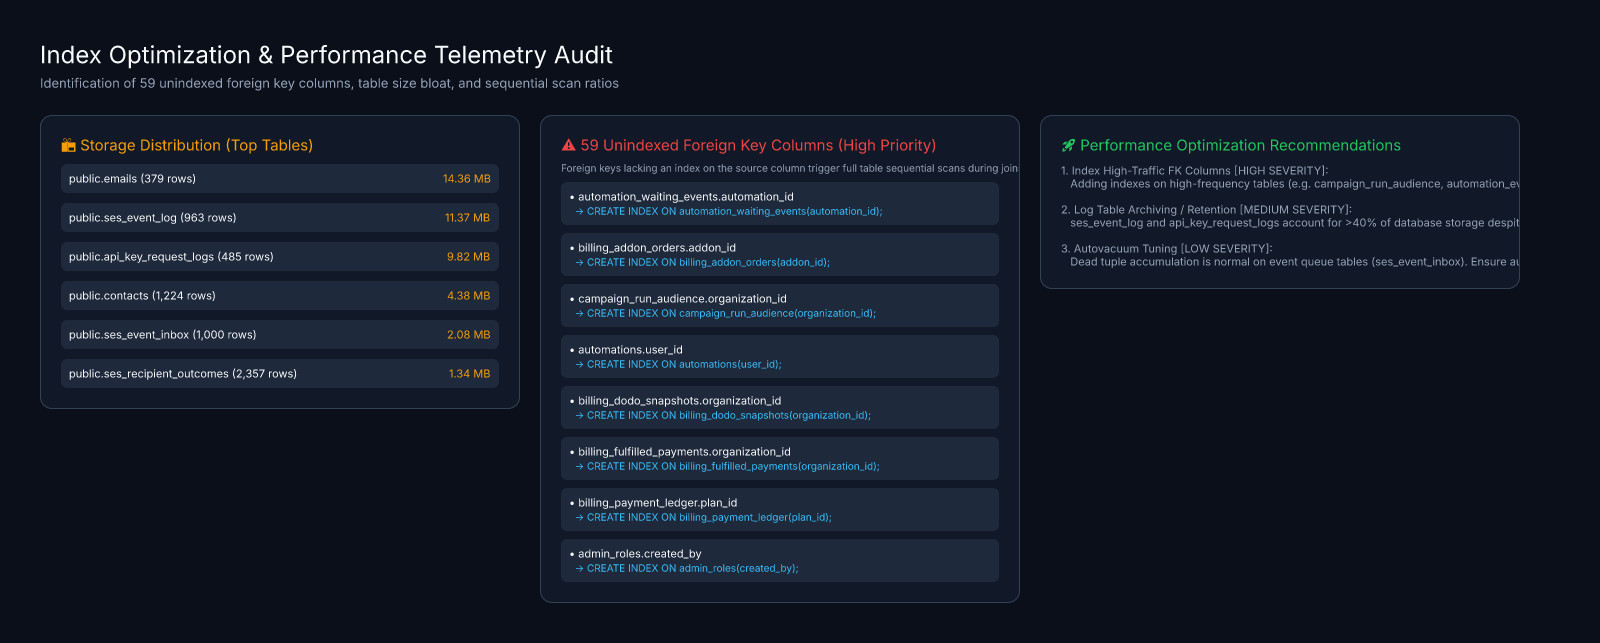 Index Optimization & Performance Telemetry Audit
Identification of 59 unindexed foreign key columns, table size bloat, and sequential scan ratios
Storage Distribution (Top Tables)
public.emails (379 rows) 14.36 MB
public.ses_event_log (963 rows) 11.37 MB
public.api_key_request_logs (485 rows) 9.82 MB
public.contacts (1,224 rows) 4.38 MB
public.ses_event_inbox (1,000 rows) 2.08 MB
public.ses_recipient_outcomes (2,357 rows) 1.34 MB
59 Unindexed Foreign Key Columns (High Priority)
Foreign keys lacking an index on the source column trigger full table sequential scans during join
• automation_waiting_events.automation_id
→ CREATE INDEX ON automation_waiting_events(automation_id);
• billing_addon_orders.addon_id
→ CREATE INDEX ON billing_addon_orders(addon_id);
• campaign_run_audience.organization_id
→ CREATE INDEX ON campaign_run_audience(organization_id);
• automations.user_id
→ CREATE INDEX ON automations(user_id);
• billing_dodo_snapshots.organization_id
→ CREATE INDEX ON billing_dodo_snapshots(organization_id);
• billing_fulfilled_payments.organization_id
→ CREATE INDEX ON billing_fulfilled_payments(organization_id);
• billing_payment_ledger.plan_id
→ CREATE INDEX ON billing_payment_ledger(plan_id);
• admin_roles.created_by
→ CREATE INDEX ON admin_roles(created_by);
Performance Optimization Recommendations
1. Index High-Traffic FK Columns [HIGH SEVERITY]:
Adding indexes on high-frequency tables (e.g. campaign_run_audience, automation_ev
2. Log Table Archiving / Retention [MEDIUM SEVERITY]:
ses_event_log and api_key_request_logs account for >40% of database storage despit
3. Autovacuum Tuning [LOW SEVERITY]:
Dead tuple accumulation is normal on event queue tables (ses_event_inbox). Ensure au